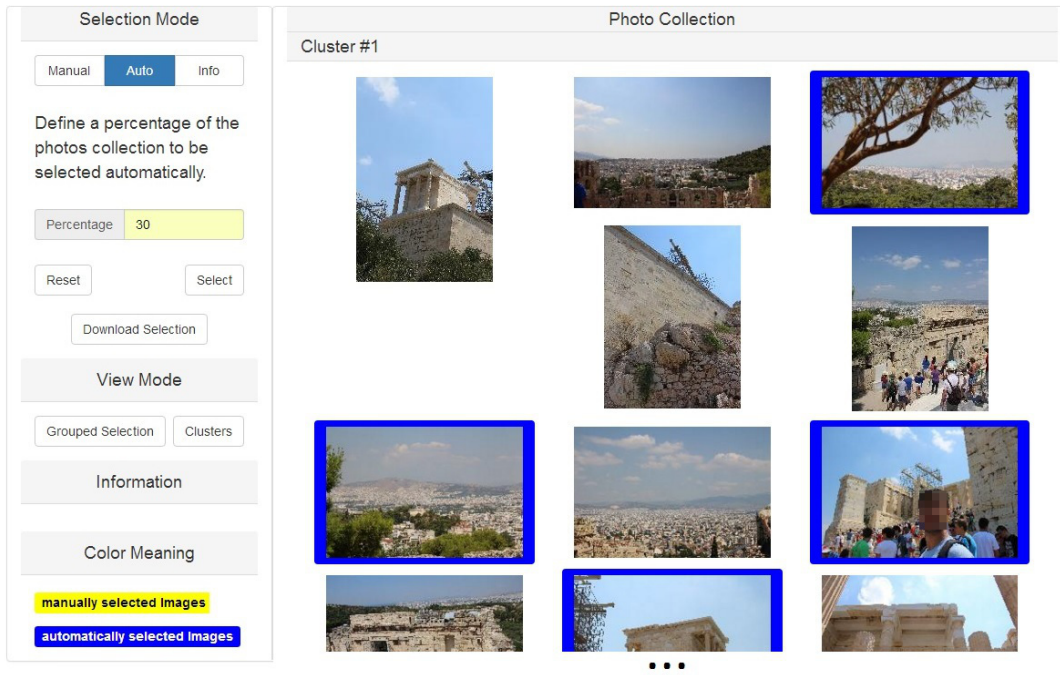 Selection Mode
Manual
Auto
Info
Define a percentage of the
photos collection to be
selected automatically.
Percentage
30
Reset
Select
Download Selection
View Mode
Grouped Selection
Clusters
Information
Color Meaning
manually selected Images
automatically selected Images
Photo Collection
Cluster #1
...